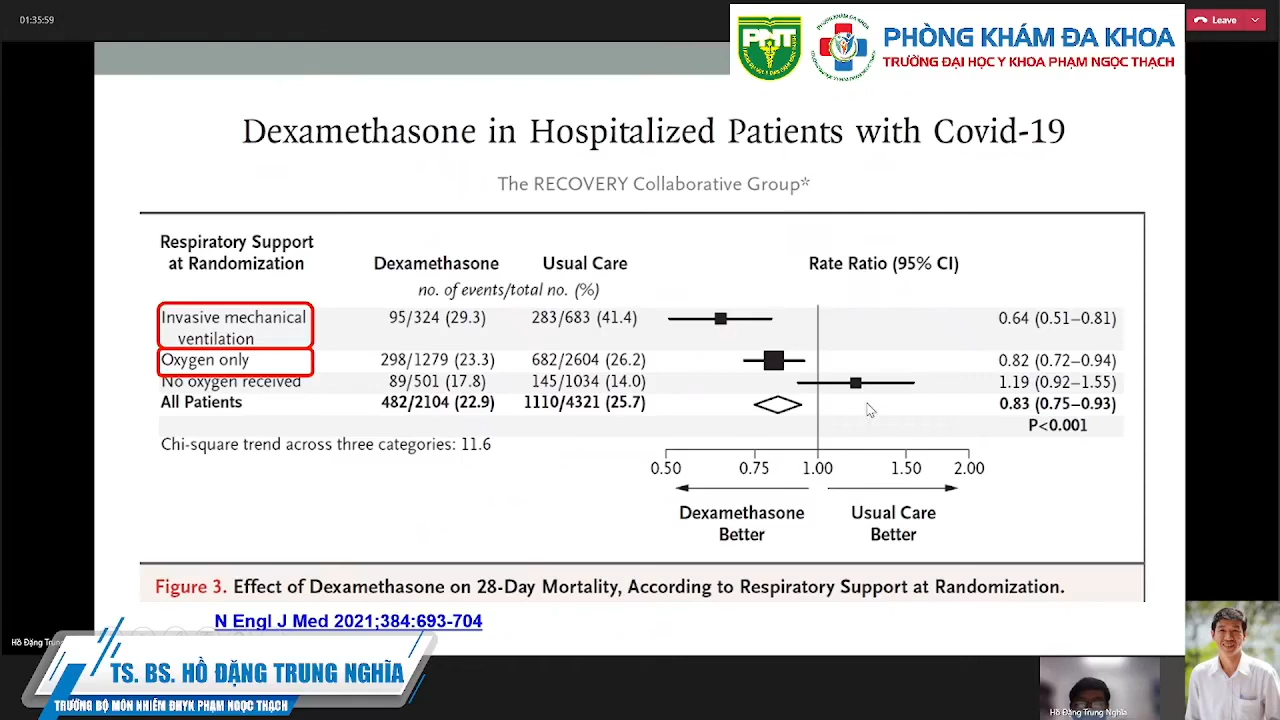 01:35:59
PNT
PHÒNG KHÁM ĐA KHOA
TRƯỜNG ĐẠI HỌC Y KHOA PHẠM NGỌC THẠCH
Leave
Dexamethasone in Hospitalized Patients with Covid-19
The RECOVERY Collaborative Group*
Respiratory Support
at Randomization
Dexamethasone
Usual Care
Rate Ratio (95% CI)
no. of events/total no. (%)
Invasive mechanical
ventilation
95/324 (29.3)
283/683 (41.4)
0.64 (0.51–0.81)
Oxygen only
298/1279 (23.3)
682/2604 (26.2)
0.82 (0.72–0.94)
No oxygen received
89/501 (17.8)
145/1034 (14.0)
1.19 (0.92–1.55)
All Patients
482/2104 (22.9)
1110/4321 (25.7)
0.83 (0.75–0.93)
P<0.001
Chi-square trend across three categories: 11.6
0.50 0.75 1.00 1.50 2.00
Dexamethasone
Better
Usual Care
Better
Figure 3. Effect of Dexamethasone on 28-Day Mortality, According to Respiratory Support at Randomization.
N Engl J Med 2021;384:693-704
Hồ Đặng Trung
TS. BS. HỒ ĐẶNG TRUNG NGHĨA
TRƯỞNG BỘ MÔN NHIỄM ĐHYK PHẠM NGỌC THẠCH
Hồ Đặng Trung Nghĩa